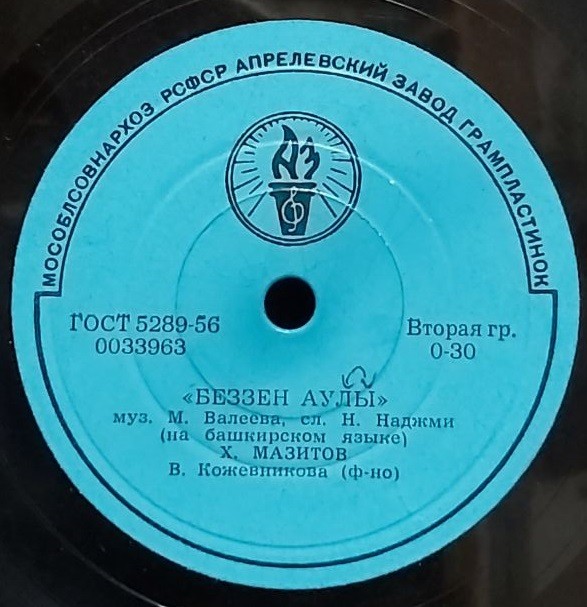 МОСОБЛСОВНАРХОЗ РСФСР АПРЕЛЕВСКИЙ ЗАВОД ГРАМПЛАСТИНОК
АЗ
ГОСТ 5289-56
0033963
Вторая гр.
0-30
«БЕЗЗЕН АУЛЫ»
муз. М. Валеева, сл. Н. Наджми
(на башкирском языке)
Х. МАЗИТОВ
В. Кожевникова (ф-но)